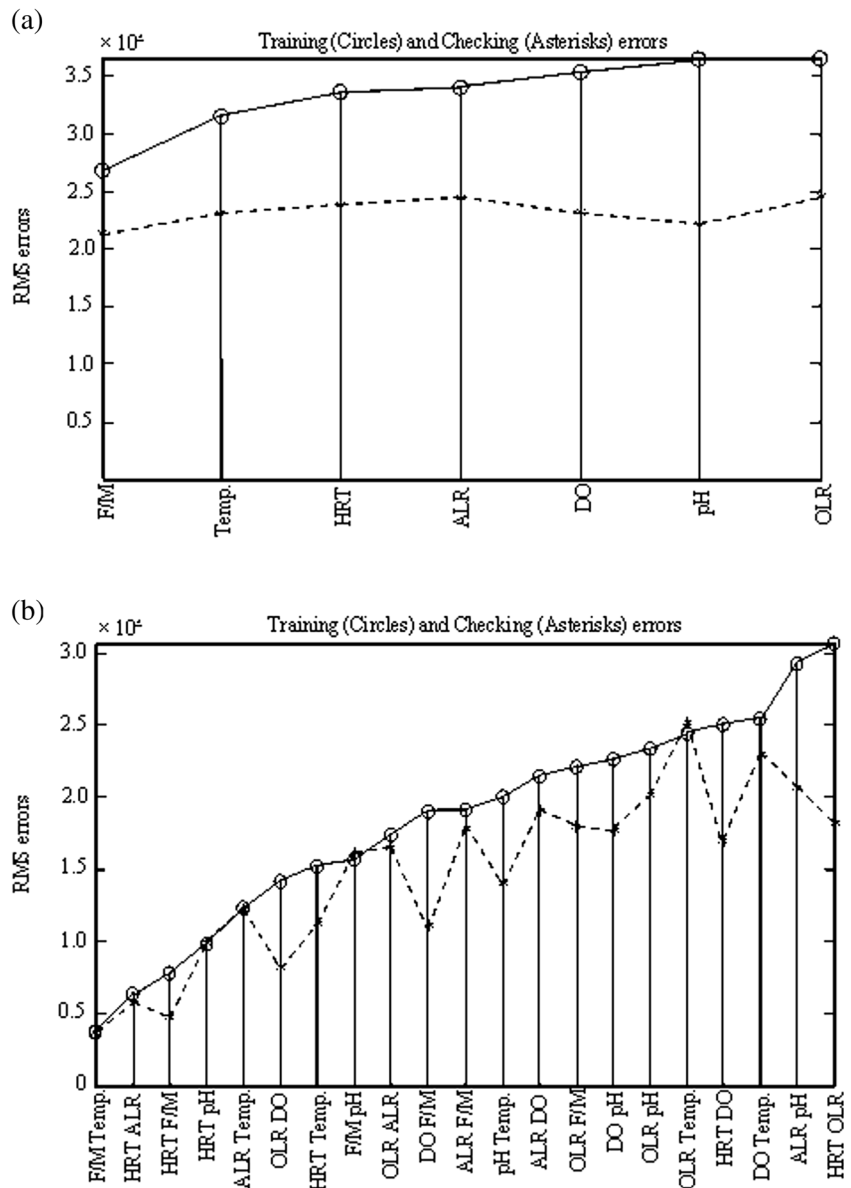 (a)
× 10⁴
Training (Circles) and Checking (Asterisks) errors
3.5
3.0
2.5
2.0
1.5
1.0
0.5
RMS errors
F/M
Temp.
HRT
ALR
DO
pH
OLR
(b)
Training (Circles) and Checking (Asterisks) errors
3.0
2.5
2.0
1.5
1.0
0.5
0
RMS errors
F/M Temp.
HRT ALR
HRT F/M
HRT pH
ALR Temp.
OLR DO
HRT Temp.
F/M pH
OLR ALR
DO F/M
ALR F/M
pH Temp.
ALR DO
OLR F/M
DO pH
OLR pH
OLR Temp.
HRT DO
DO Temp.
ALR pH
HRT OLR